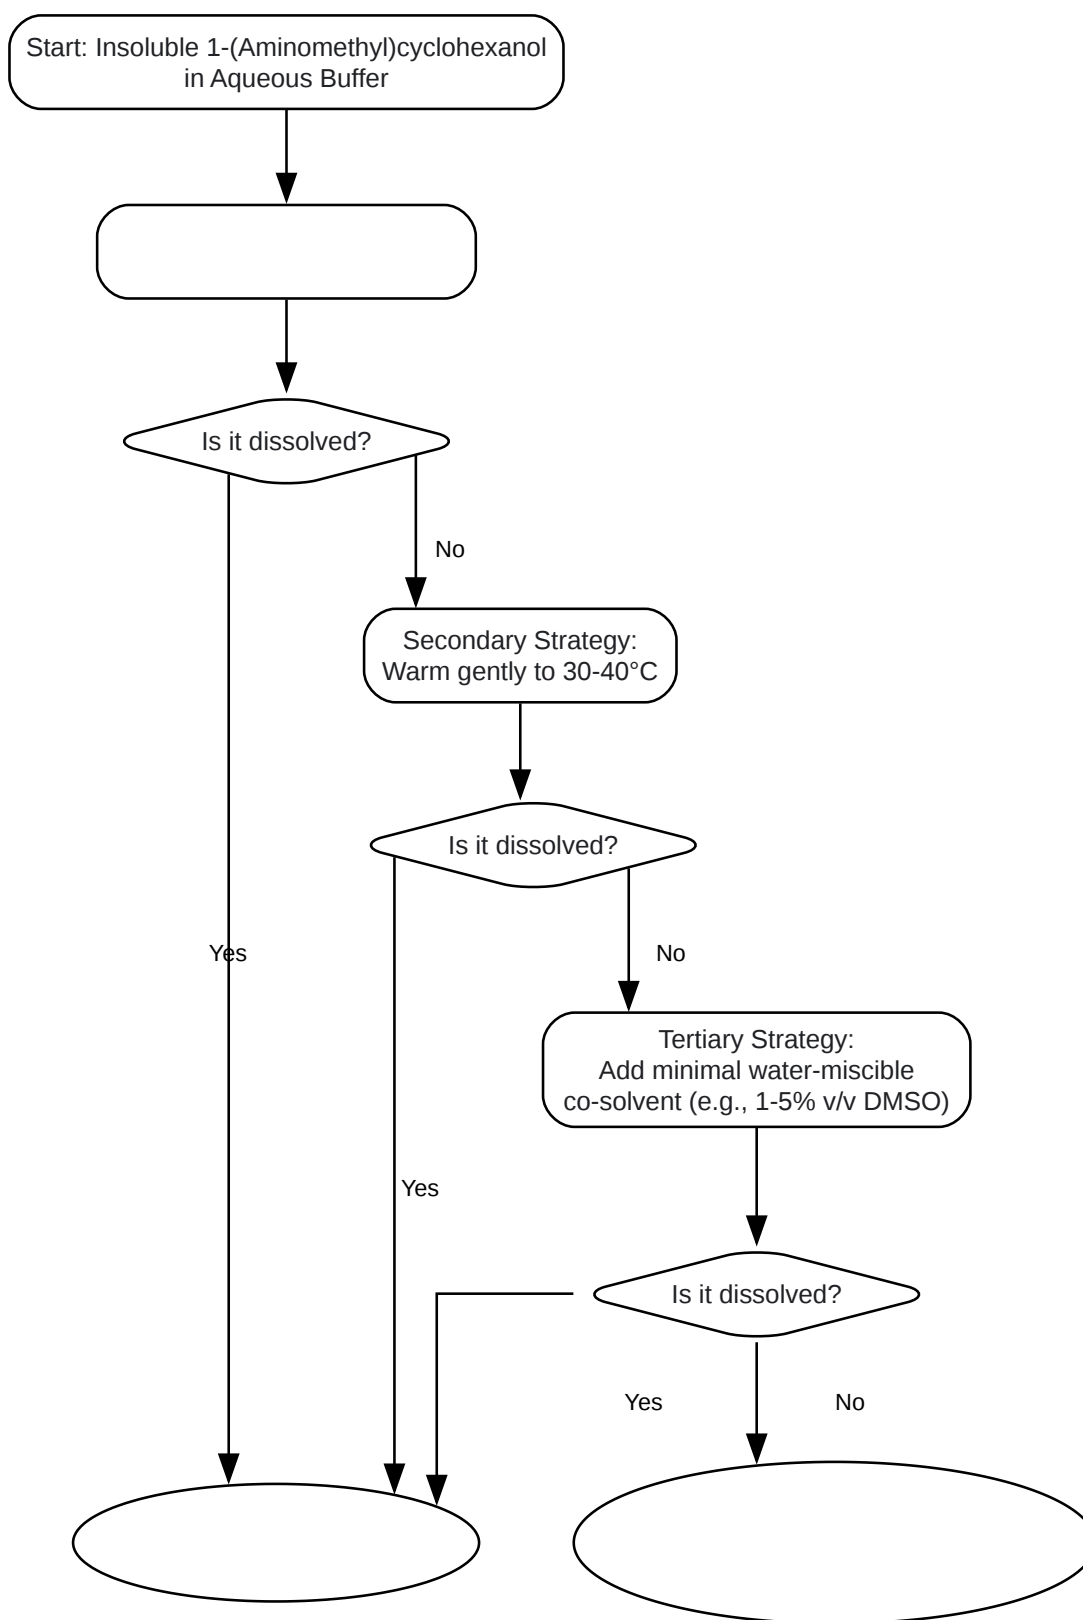 Start: Insoluble 1-(Aminomethyl)cyclohexanol
in Aqueous Buffer
Is it dissolved?
No
Secondary Strategy:
Warm gently to 30-40°C
Is it dissolved?
Yes
No
Tertiary Strategy:
Add minimal water-miscible
co-solvent (e.g., 1-5% v/v DMSO)
Yes
Is it dissolved?
Yes
No